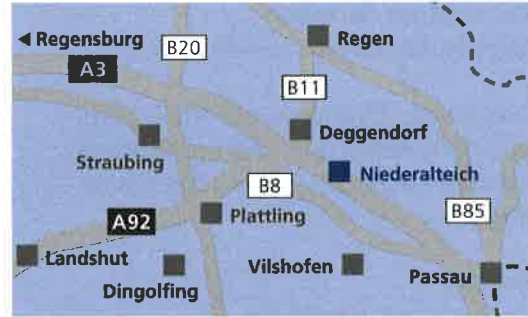 Regensburg
B20
Regen
A3
B11
Deggendorf
Straubing
Niederalteich
B8
B85
A92
Plattling
Landshut
Vilshofen
Passau
Dingolfing